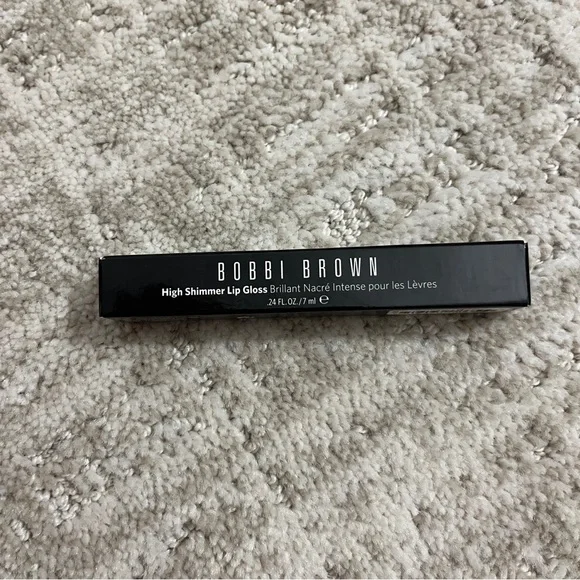 BOBBI BROWN
High Shimmer Lip Gloss Brillant Nacré Intense pour les Lèvres
.24 FL.OZ./7 ml ℮